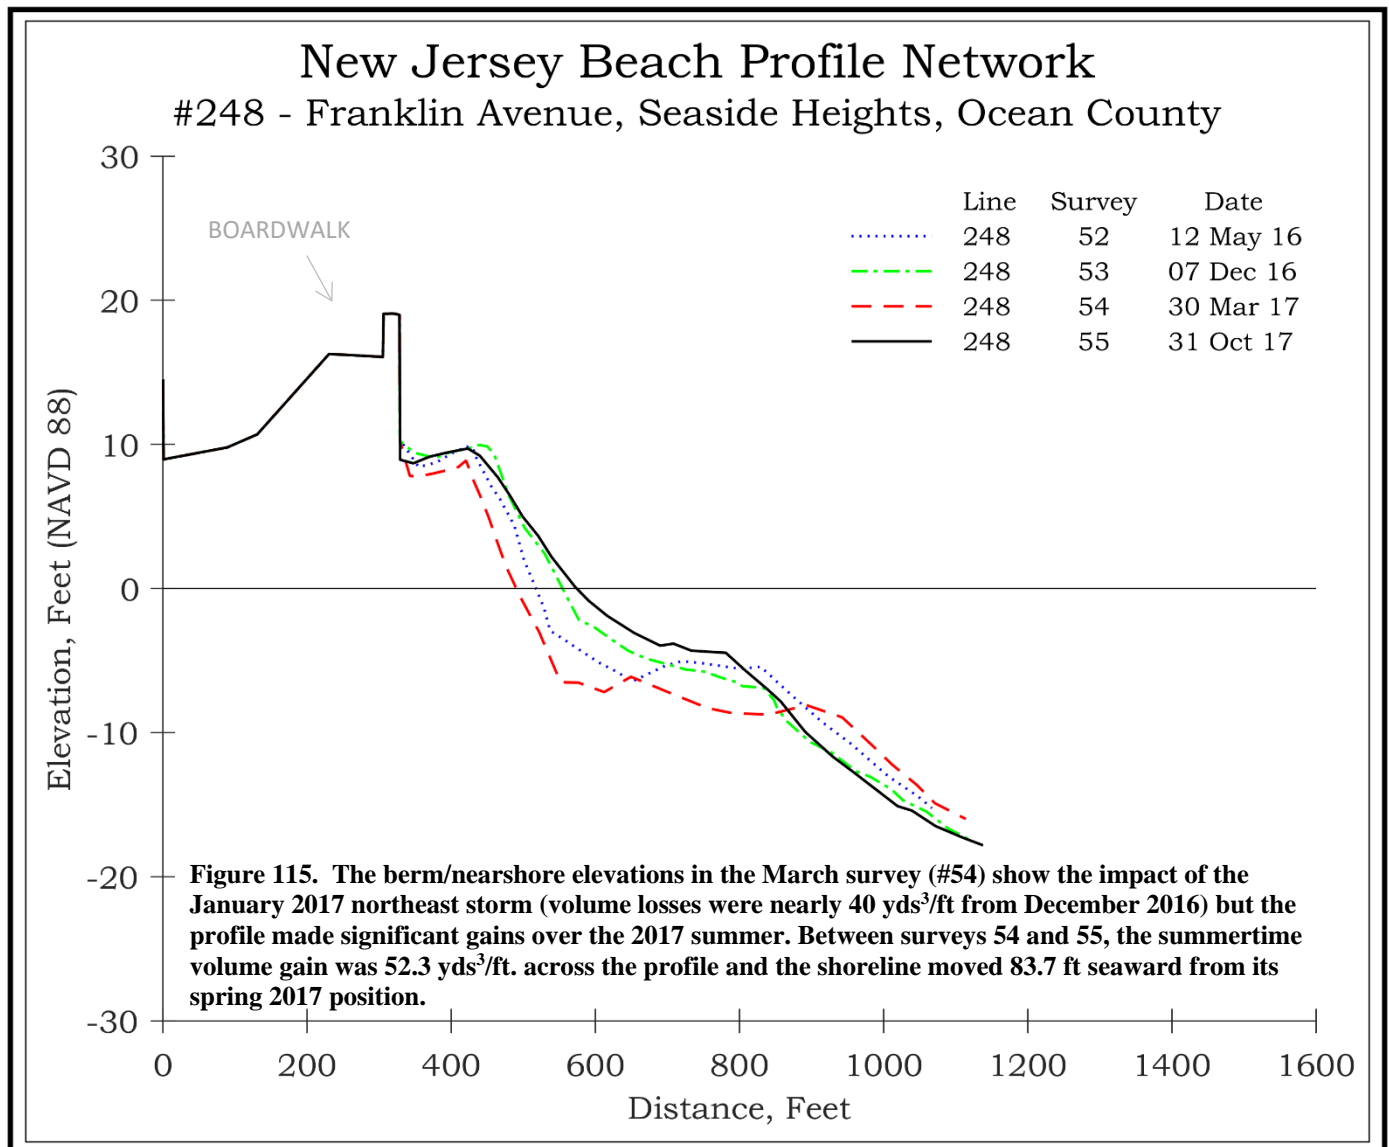 New Jersey Beach Profile Network
#248 - Franklin Avenue, Seaside Heights, Ocean County
30
20
10
0
-10
-20
-30
Elevation, Feet (NAVD 88)
BOARDWALK
Line Survey Date
248 52 12 May 16
248 53 07 Dec 16
248 54 30 Mar 17
248 55 31 Oct 17
Figure 115. The berm/nearshore elevations in the March survey (#54) show the impact of the
January 2017 northeast storm (volume losses were nearly 40 yds³/ft from December 2016) but the
profile made significant gains over the 2017 summer. Between surveys 54 and 55, the summertime
volume gain was 52.3 yds³/ft. across the profile and the shoreline moved 83.7 ft seaward from its
spring 2017 position.
0 200 400 600 800 1000 1200 1400 1600
Distance, Feet